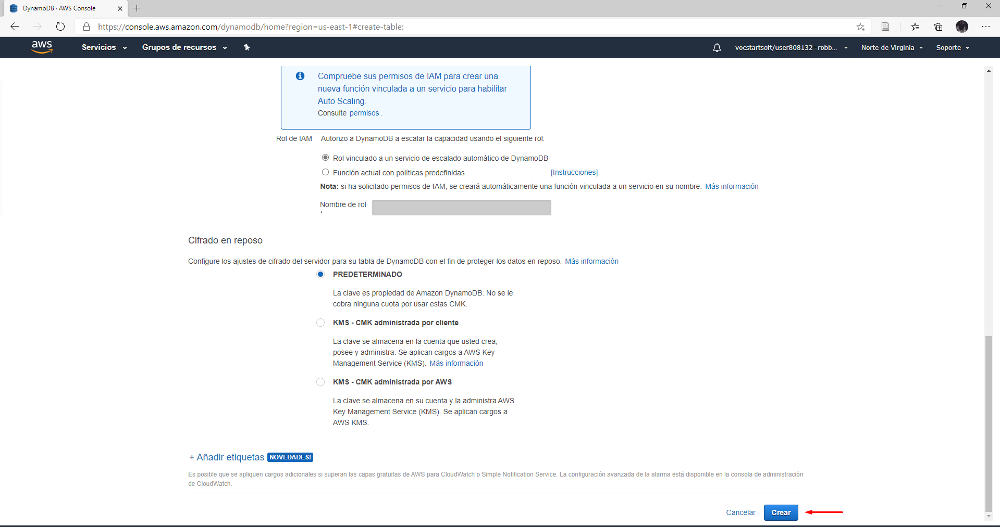 DynamoDB · AWS Console
https://console.aws.amazon.com/dynamodb/home?region=us-east-1#create-table:
aws
Servicios
Grupos de recursos
vocstartsoft/user808132=robb...
Norte de Virginia
Soporte
Compruebe sus permisos de IAM para crear una
nueva función vinculada a un servicio para habilitar
Auto Scaling.
Consulte permisos.
Rol de IAM Autorizo a DynamoDB a escalar la capacidad usando el siguiente rol:
Rol vinculado a un servicio de escalado automático de DynamoDB
Función actual con políticas predefinidas [Instrucciones]
Nota: si ha solicitado permisos de IAM, se creará automáticamente una función vinculada a un servicio en su nombre. Más información
Nombre de rol
*
Cifrado en reposo
Configure los ajustes de cifrado del servidor para su tabla de DynamoDB con el fin de proteger los datos en reposo. Más información
PREDETERMINADO
La clave es propiedad de Amazon DynamoDB. No se le
cobra ninguna cuota por usar estas CMK.
KMS - CMK administrada por cliente
La clave se almacena en la cuenta que usted crea,
posee y administra. Se aplican cargos a AWS Key
Management Service (KMS). Más información
KMS - CMK administrada por AWS
La clave se almacena en su cuenta y la administra AWS
Key Management Service (KMS). Se aplican cargos a
AWS KMS.
+ Añadir etiquetas NOVEDADES!
Es posible que se apliquen cargos adicionales si superan las capas gratuitas de AWS para CloudWatch o Simple Notification Service. La configuración avanzada de la alarma está disponible en la consola de administración
de CloudWatch.
Cancelar
Crear